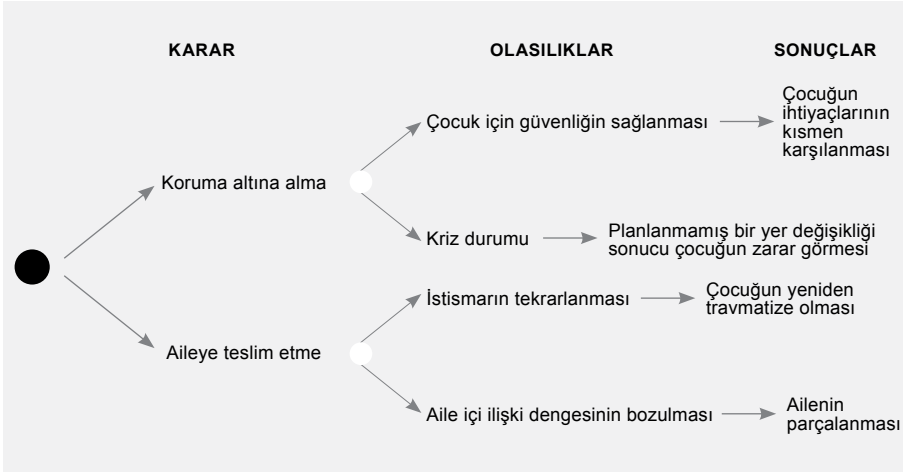 KARAR
OLASILIKLAR
SONUÇLAR
Çocuk için güvenliğin sağlanması
Çocuğun
ihtiyaçlarının
kısmen
karşılanması
Koruma altına alma
Kriz durumu
Planlanmamış bir yer değişikliği
sonucu çocuğun zarar görmesi
İstismarın tekrarlanması
Çocuğun yeniden
travmatize olması
Aileye teslim etme
Aile içi ilişki dengesinin bozulması
Ailenin
parçalanması